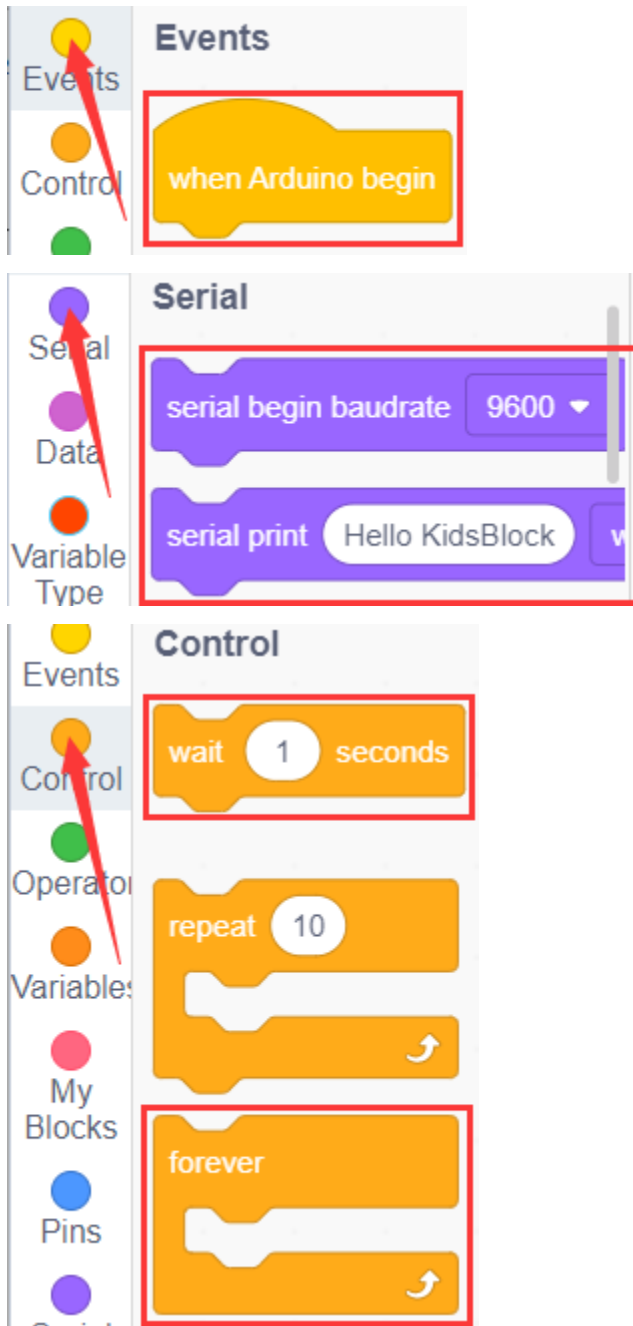 Events
Events
Control
when Arduino begin
Serial
Serial
serial begin baudrate 9600
Data
serial print Hello KidsBlock
Variable
Type
Events
Control
wait 1 seconds
Control
Operator
repeat 10
Variables
My
Blocks
forever
Pins